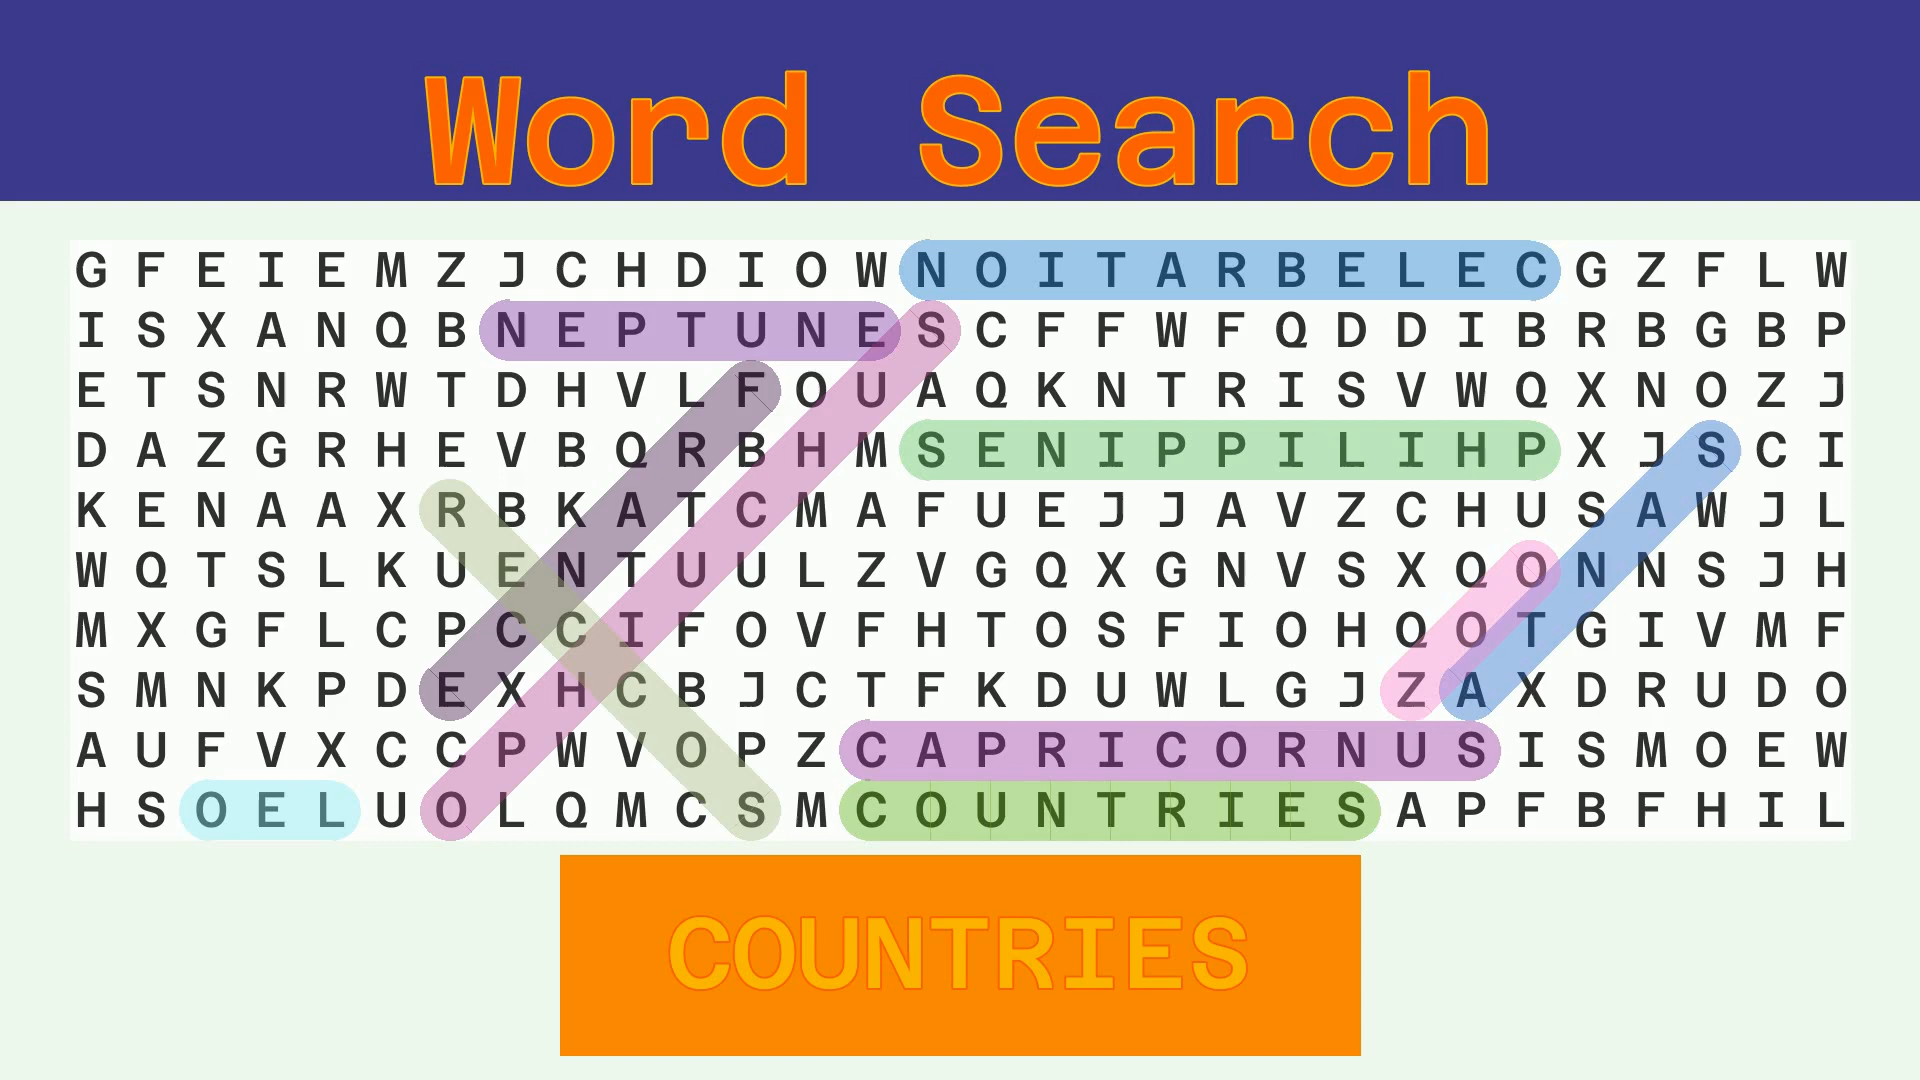 Word Search
G F E I E M Z J C H D I O W N O I T A R B E L E C G Z F L W
I S X A N Q B N E P T U N E S C F F W F Q D D I B R B G B P
E T S N R W T D H V L F O U A Q K N T R I S V W Q X N O Z J
D A Z G R H E V B Q R B H M S E N I P P I L I H P X J S C I
K E N A A X R B K A T C M A F U E J J A V Z C H U S A W J L
W Q T S L K U E N T U U L Z V G Q X G N V S X Q O N N S J H
M X G F L C P C C I F O V F H T O S F I O H Q O T G I V M F
S M N K P D E X H C B J C T F K D U W L G J Z A X D R U D O
A U F V X C C P W V O P Z C A P R I C O R N U S I S M O E W
H S O E L U O L Q M C S M C O U N T R I E S A P F B F H I L
COUNTRIES